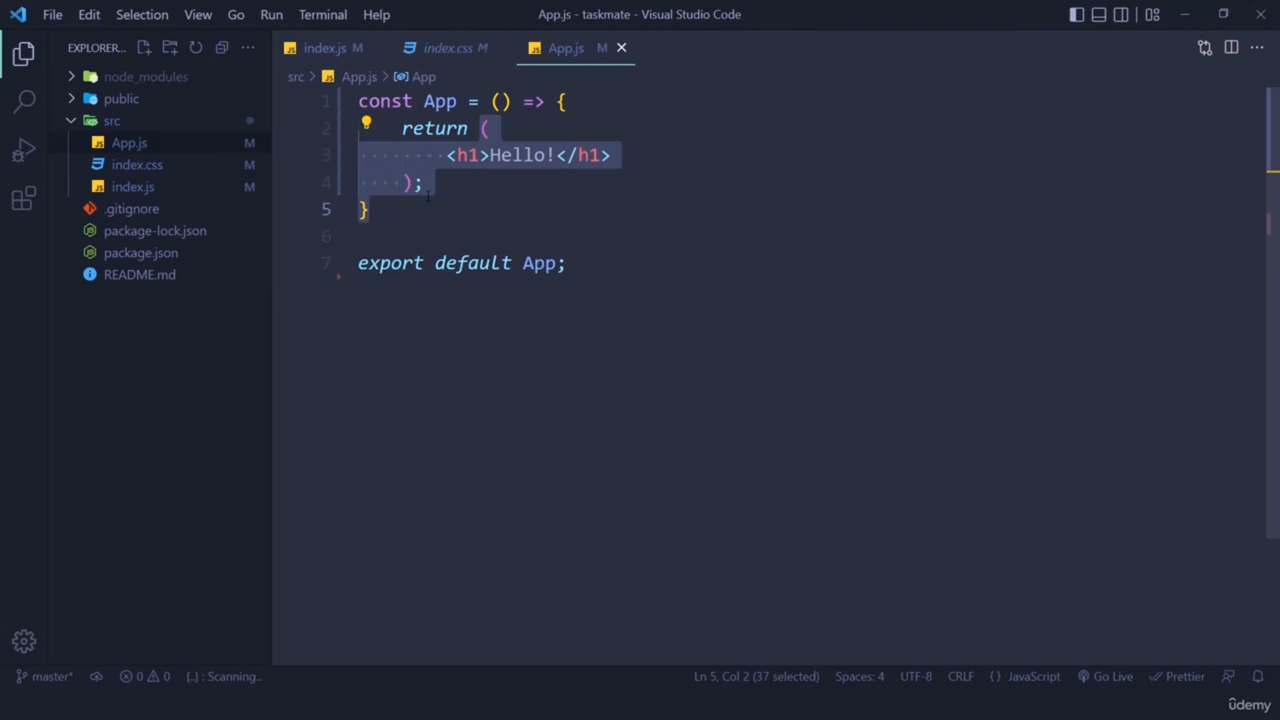 File Edit Selection View Go Run Terminal Help
App.js - taskmate - Visual Studio Code
EXPLORER...
index.js M
index.css M
App.js M
src > App.js > App
node_modules
public
src
App.js M
index.css M
index.js M
.gitignore
package-lock.json
package.json
README.md
1 const App = () => {
2 return (
3 <h1>Hello!</h1>
4 );
5 }
6
7 export default App;
master* 0 0 {..} : Scanning..
Ln 5, Col 2 (37 selected) Spaces: 4 UTF-8 CRLF {} JavaScript Go Live Prettier
ûdemy